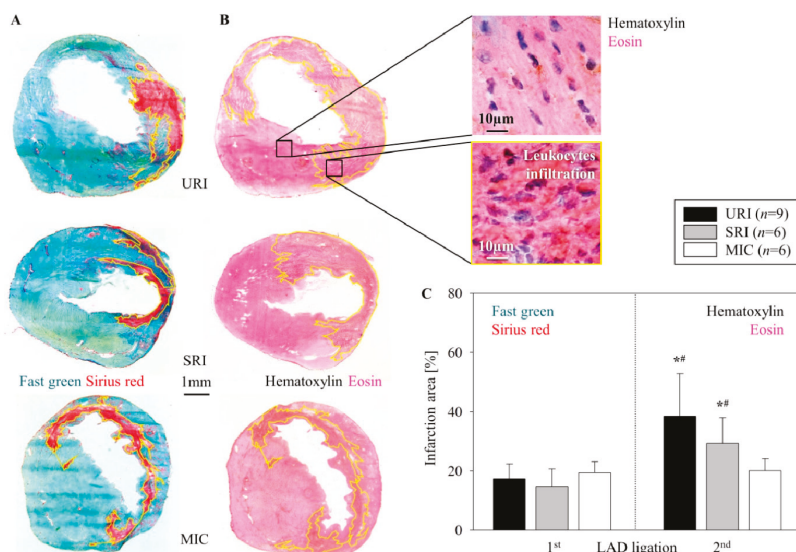 A
B
Hematoxylin
Eosin
10μm
Leukocytes
infiltration
10μm
URI
SRI
Fast green Sirius red
1mm
Hematoxylin Eosin
MIC
URI (n=9)
SRI (n=6)
MIC (n=6)
C
Fast green
Sirius red
Hematoxylin
Eosin
Infarction area [%]
80
60
40
20
0
*#
*#
1st LAD ligation 2nd